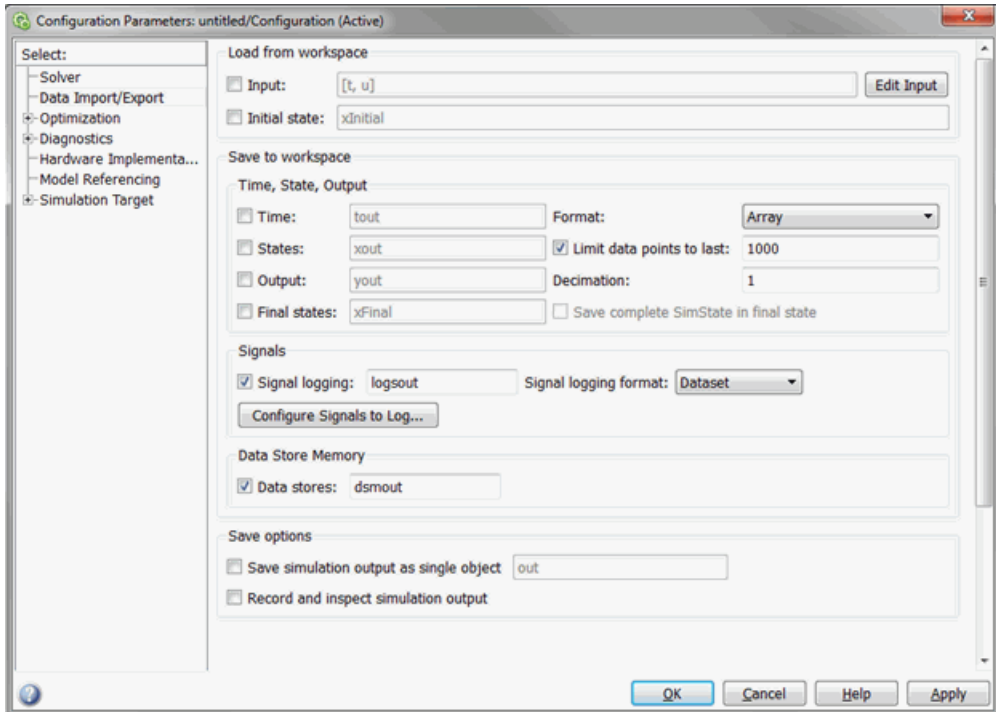 Configuration Parameters: untitled/Configuration (Active)
Select:
Solver
Data Import/Export
Optimization
Diagnostics
Hardware Implementa...
Model Referencing
Simulation Target
Load from workspace
Input: [t, u] Edit Input
Initial state: xInitial
Save to workspace
Time, State, Output
Time: tout Format: Array
States: xout Limit data points to last: 1000
Output: yout Decimation: 1
Final states: xFinal Save complete SimState in final state
Signals
Signal logging: logsout Signal logging format: Dataset
Configure Signals to Log...
Data Store Memory
Data stores: dsmout
Save options
Save simulation output as single object out
Record and inspect simulation output
OK Cancel Help Apply